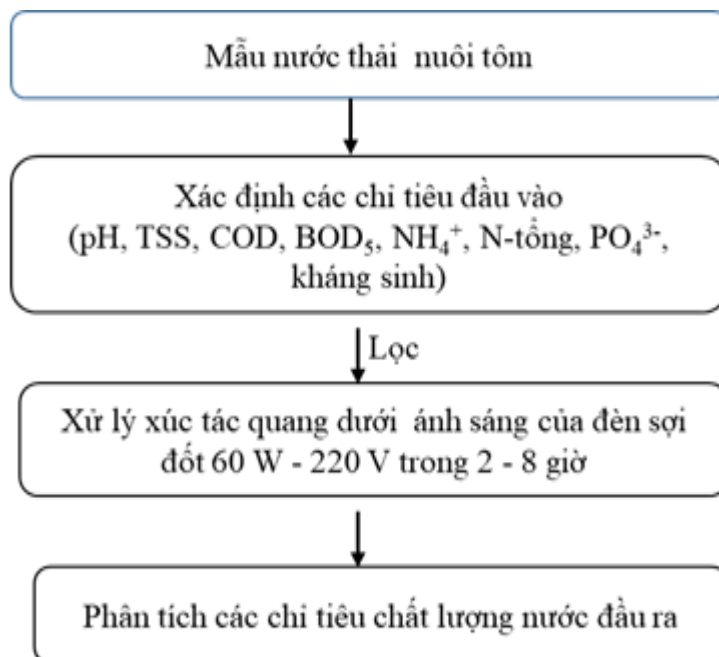 Mẫu nước thải nuôi tôm
Xác định các chỉ tiêu đầu vào
(pH, TSS, COD, BOD₅, NH₄⁺, N-tổng, PO₄³⁻,
kháng sinh)
Lọc
Xử lý xúc tác quang dưới ánh sáng của đèn sợi
đốt 60 W - 220 V trong 2 - 8 giờ
Phân tích các chỉ tiêu chất lượng nước đầu ra